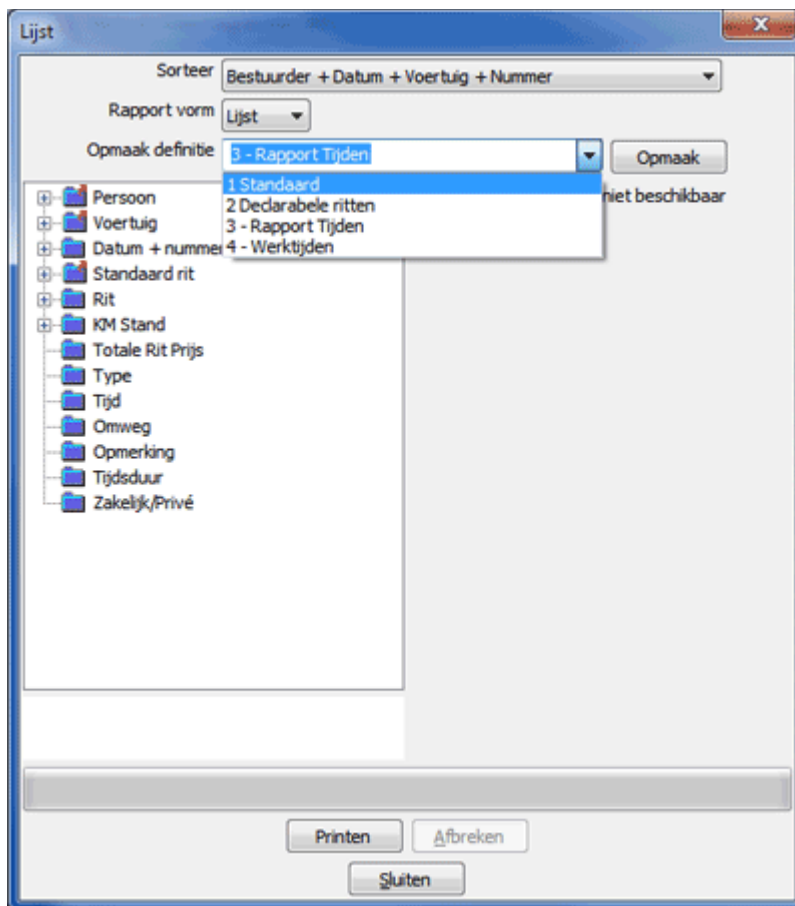 Lijst
Sorteer Bestuurder + Datum + Voertuig + Nummer
Rapport vorm Lijst
Opmaak definitie 3 - Rapport Tijden Opmaak
1 Standaard
niet beschikbaar
2 Declarabele ritten
3 - Rapport Tijden
4 - Werktijden
Persoon
Voertuig
Datum + nummer
Standaard rit
Rit
KM Stand
Totale Rit Prijs
Type
Tijd
Omweg
Opmerking
Tijdsduur
Zakelijk/Privé
Printen Afbreken
Sluiten